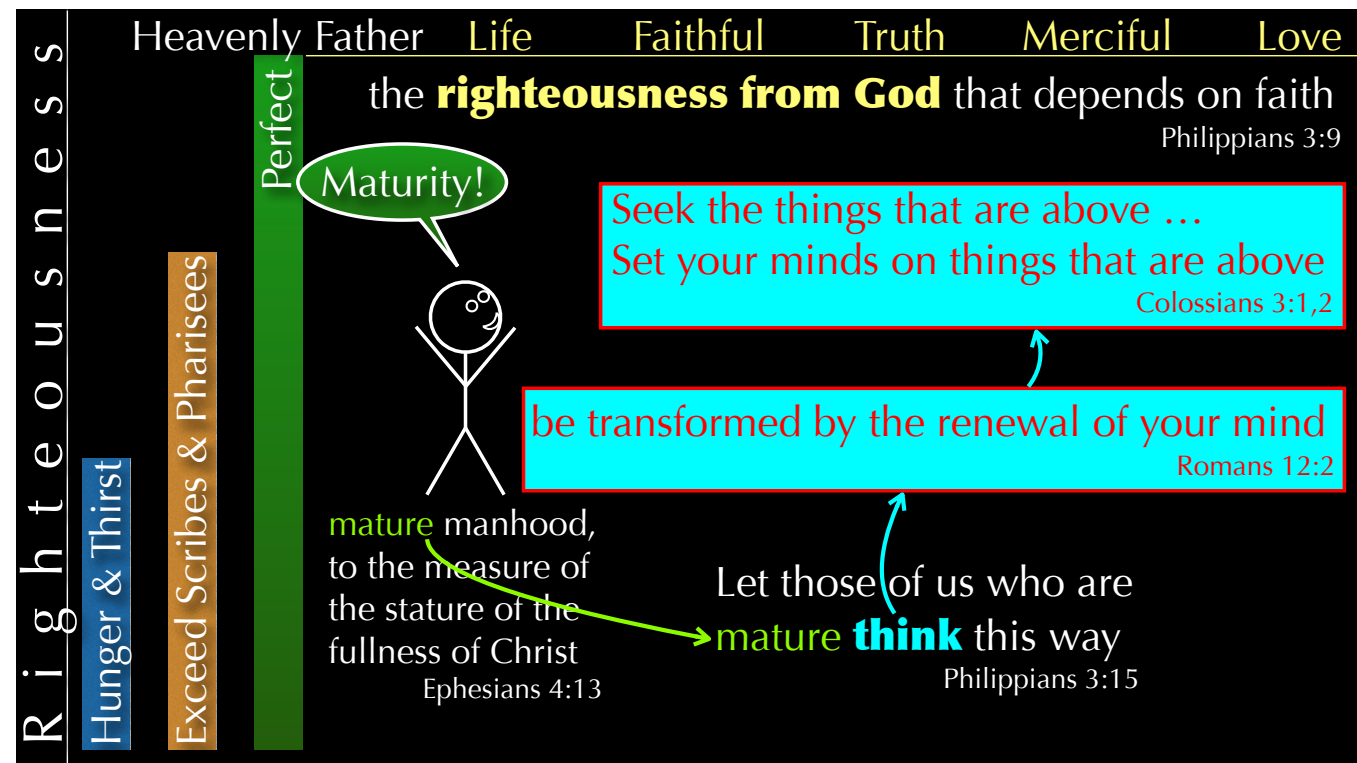 Righteousness
Heavenly Father Life Faithful Truth Merciful Love
Hunger & Thirst
Exceed Scribes & Pharisees
Perfect
the righteousness from God that depends on faith
Philippians 3:9
Maturity!
Seek the things that are above …
Set your minds on things that are above
Colossians 3:1,2
be transformed by the renewal of your mind
Romans 12:2
mature manhood,
to the measure of
the stature of the
fullness of Christ
Ephesians 4:13
Let those of us who are
mature think this way
Philippians 3:15